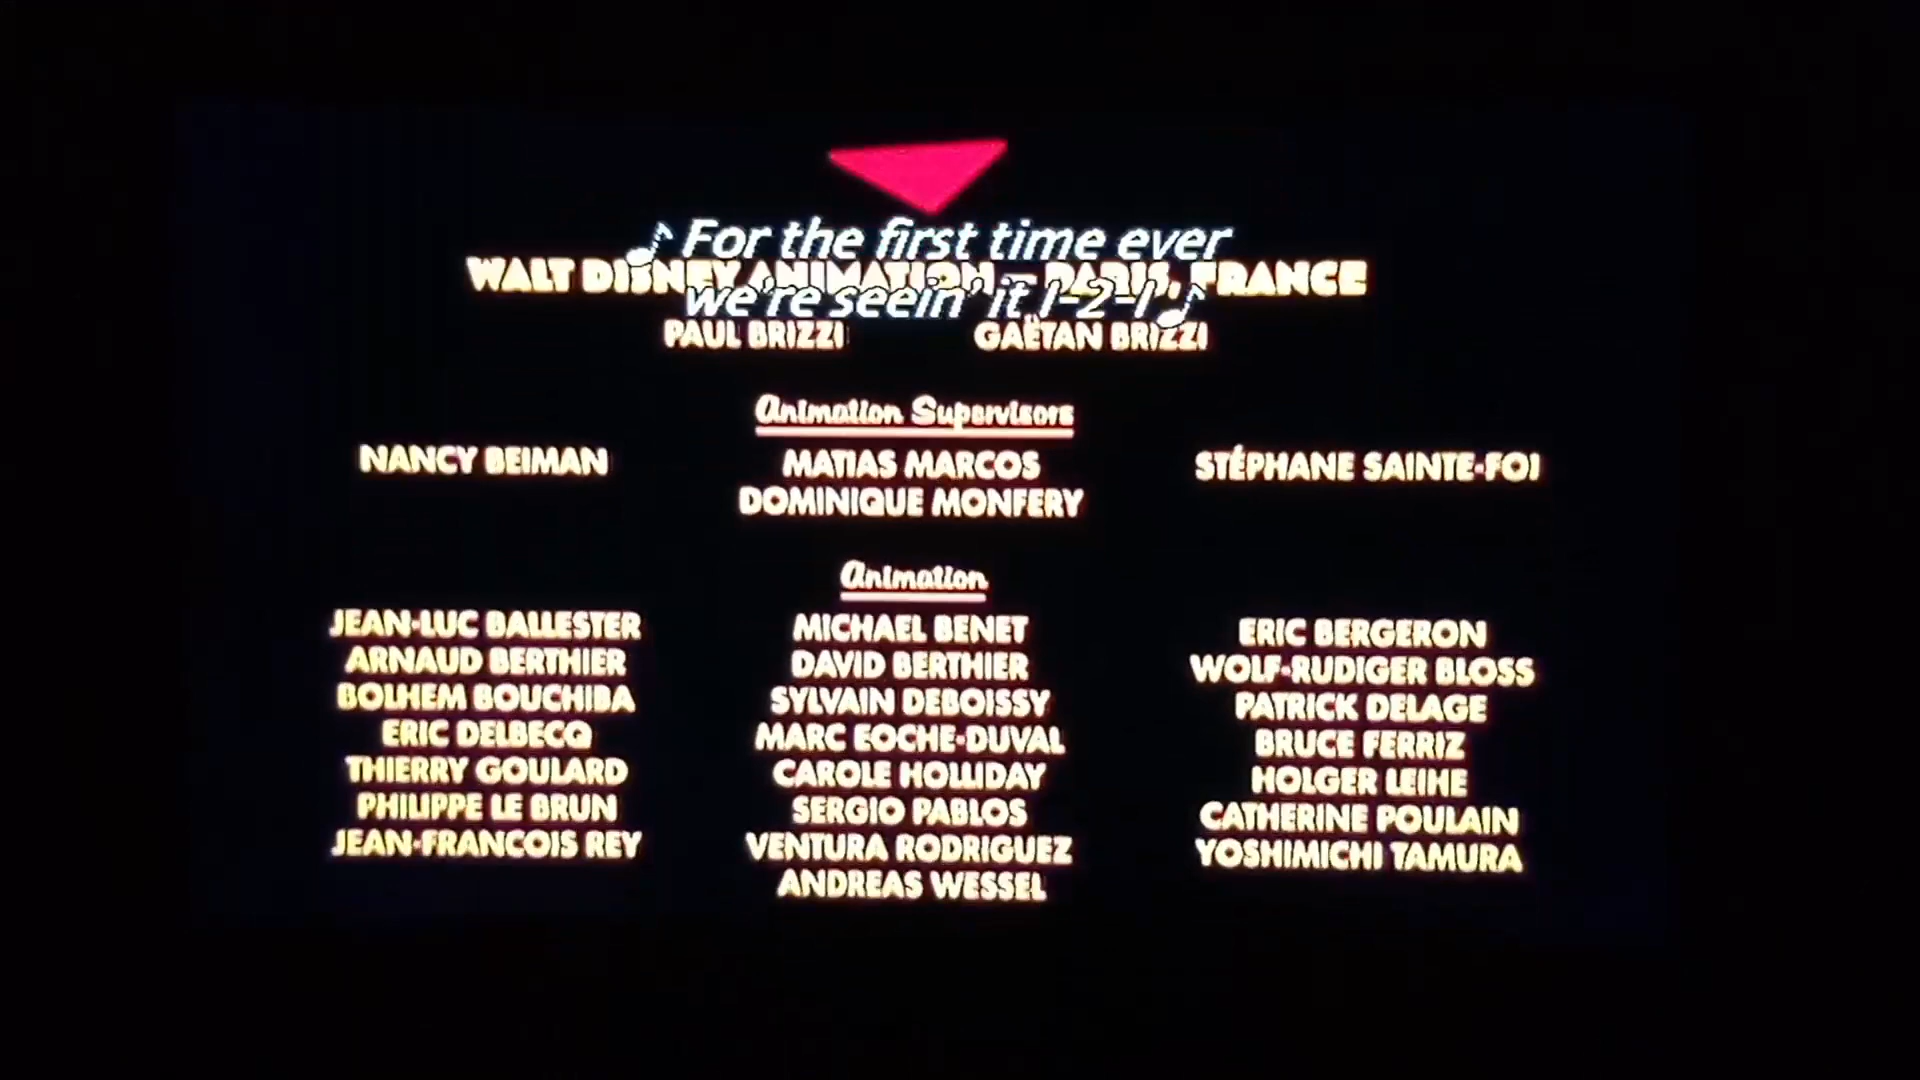 ♪ For the first time ever
WALT DISNEY ANIMATION – PARIS, FRANCE
we're seein' it I-2-I ♪
PAUL BRIZZI GAËTAN BRIZZI
Animation Supervisors
NANCY BEIMAN MATIAS MARCOS STÉPHANE SAINTE-FOI
DOMINIQUE MONFERY
Animation
JEAN-LUC BALLESTER MICHAEL BENET ERIC BERGERON
ARNAUD BERTHIER DAVID BERTHIER WOLF-RUDIGER BLOSS
BOLHEM BOUCHIBA SYLVAIN DEBOISSY PATRICK DELAGE
ERIC DELBECQ MARC EOCHE-DUVAL BRUCE FERRIZ
THIERRY GOULARD CAROLE HOLLIDAY HOLGER LEIHE
PHILIPPE LE BRUN SERGIO PABLOS CATHERINE POULAIN
JEAN-FRANCOIS REY VENTURA RODRIGUEZ YOSHIMICHI TAMURA
ANDREAS WESSEL